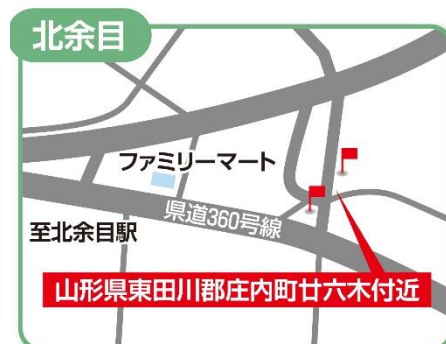 北余目
ファミリーマート
県道360号線
至北余目駅
山形県東田川郡庄内町廿六木付近